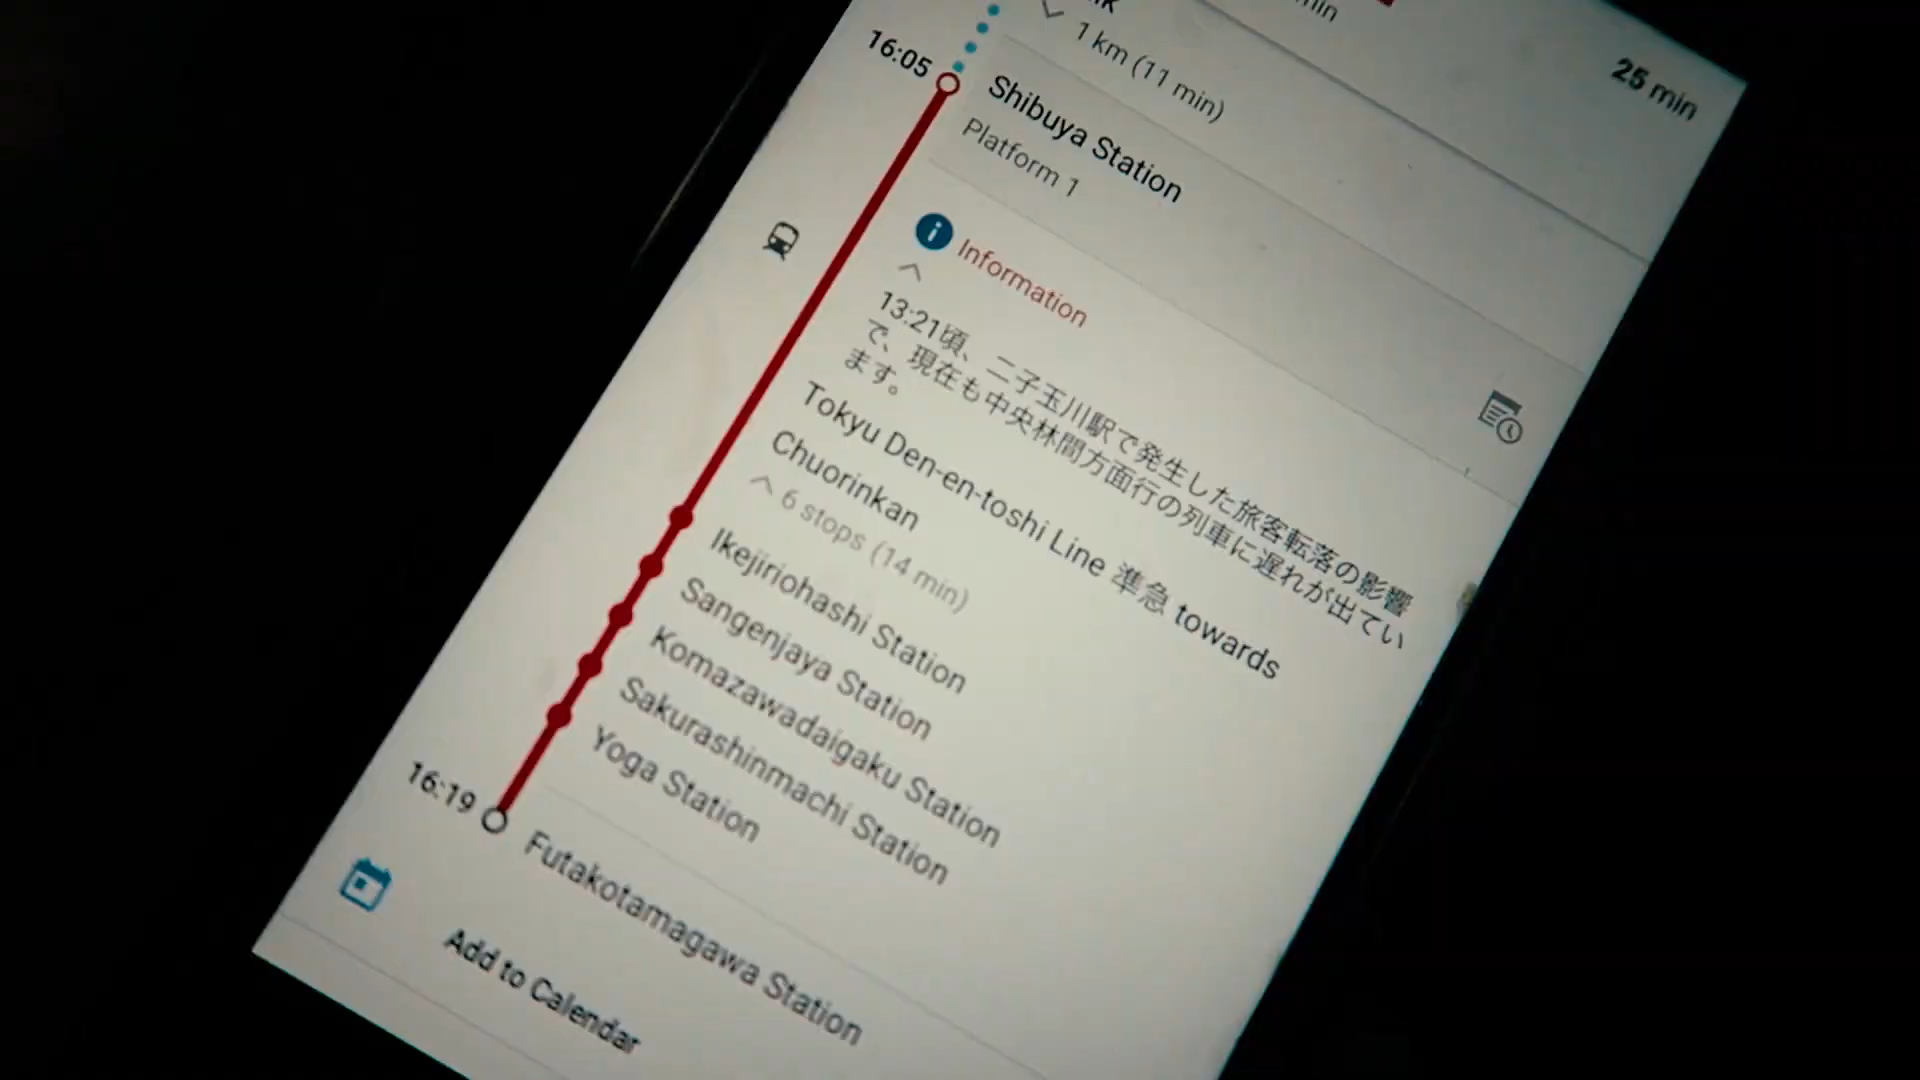 1 km (11 min)
25 min
16:05
Shibuya Station
Platform 1
Information
13:21頃、二子玉川駅で発生した旅客転落の影響
で、現在も中央林間方面行の列車に遅れが出てい
ます。
Tokyu Den-en-toshi Line 準急 towards
Chuorinkan
6 stops (14 min)
Ikejiriohashi Station
Sangenjaya Station
Komazawadaigaku Station
Sakurashinmachi Station
Yoga Station
16:19
Futakotamagawa Station
Add to Calendar